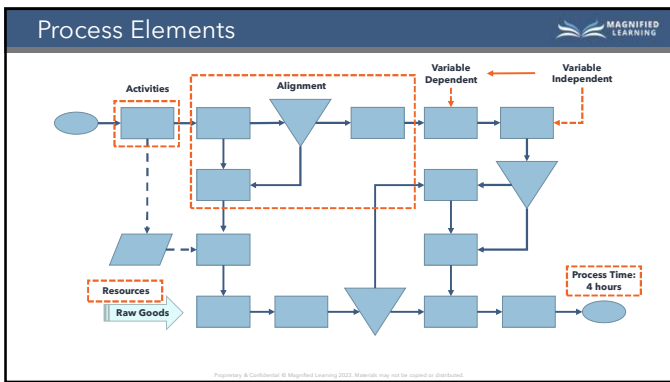 Process Elements
MAGNIFIED
LEARNING
Activities
Alignment
Variable
Dependent
Variable
Independent
Resources
Raw Goods
Process Time:
4 hours
Proprietary & Confidential © Magnified Learning 2023. Materials may not be copied or distributed.